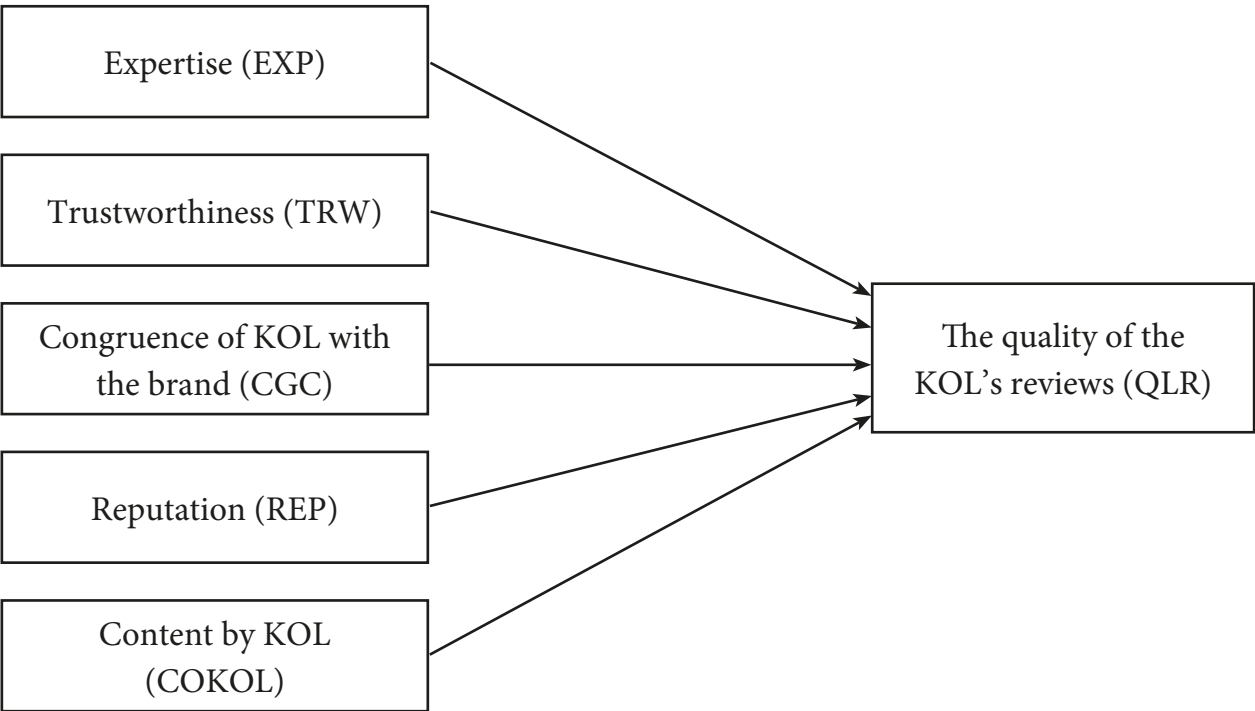 Expertise (EXP)
Trustworthiness (TRW)
Congruence of KOL with
the brand (CGC)
Reputation (REP)
Content by KOL
(COKOL)
The quality of the
KOL’s reviews (QLR)